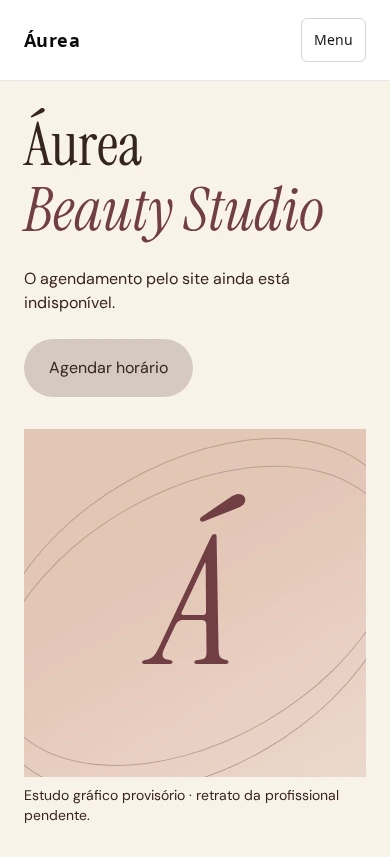 Áurea
Menu
Áurea
Beauty Studio
O agendamento pelo site ainda está
indisponível.
Agendar horário
Á
Estudo gráfico provisório · retrato da profissional
pendente.